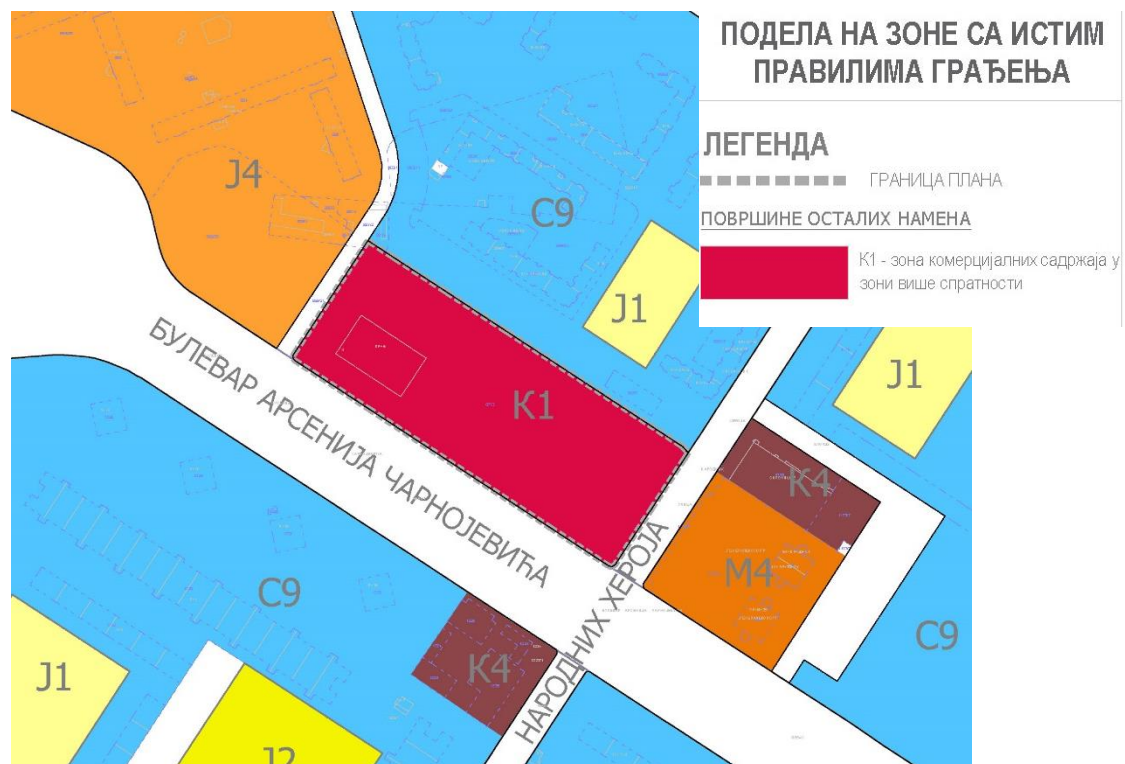 ПОДЕЛА НА ЗОНЕ СА ИСТИМ
ПРАВИЛИМА ГРАЂЕЊА
ЛЕГЕНДА
ГРАНИЦА ПЛАНА
ПОВРШИНЕ ОСТАЛИХ НАМЕНА
К1 - зона комерцијалних садржаја у
зони више спратности
Ј4
С9
Ј1
Ј1
К1
БУЛЕВАР АРСЕНИЈА ЧАРНОЈЕВИЋА
К4
М4
НАРОДНИХ ХЕРОЈА
С9
С9
К4
Ј1
Ј2